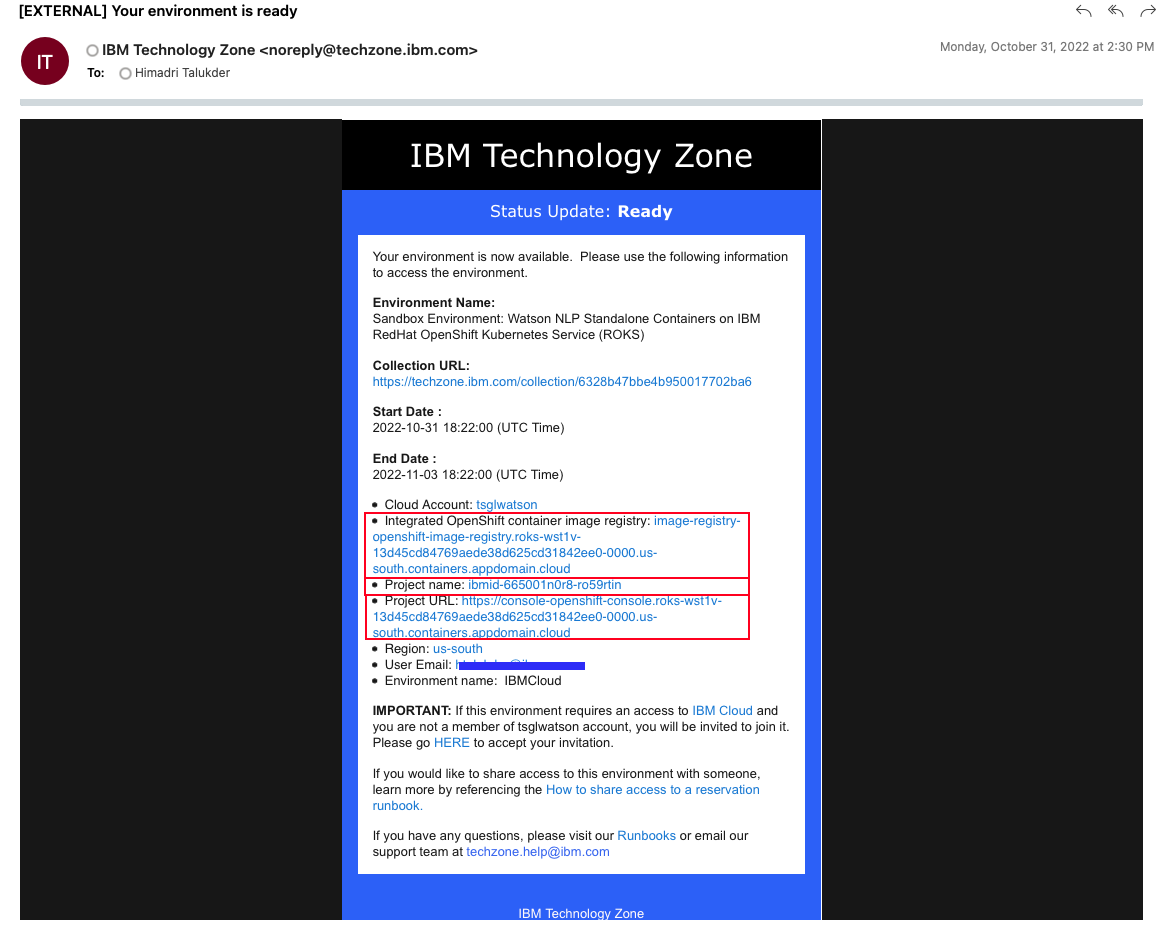 [EXTERNAL] Your environment is ready
IT
IBM Technology Zone <noreply@techzone.ibm.com>
Monday, October 31, 2022 at 2:30 PM
To: Himadri Talukder
IBM Technology Zone
Status Update: Ready
Your environment is now available. Please use the following information
to access the environment.
Environment Name:
Sandbox Environment: Watson NLP Standalone Containers on IBM
RedHat OpenShift Kubernetes Service (ROKS)
Collection URL:
https://techzone.ibm.com/collection/6328b47bbe4b950017702ba6
Start Date :
2022-10-31 18:22:00 (UTC Time)
End Date :
2022-11-03 18:22:00 (UTC Time)
• Cloud Account: tsglwatson
• Integrated OpenShift container image registry: image-registry-
openshift-image-registry.roks-wst1v-
13d45cd84769aede38d625cd31842ee0-0000.us-
south.containers.appdomain.cloud
• Project name: ibmid-665001n0r8-ro59rtin
• Project URL: https://console-openshift-console.roks-wst1v-
13d45cd84769aede38d625cd31842ee0-0000.us-
south.containers.appdomain.cloud
• Region: us-south
• User Email:
• Environment name: IBMCloud
IMPORTANT: If this environment requires an access to IBM Cloud and
you are not a member of tsglwatson account, you will be invited to join it.
Please go HERE to accept your invitation.
If you would like to share access to this environment with someone,
learn more by referencing the How to share access to a reservation
runbook.
If you have any questions, please visit our Runbooks or email our
support team at techzone.help@ibm.com
IBM Technology Zone